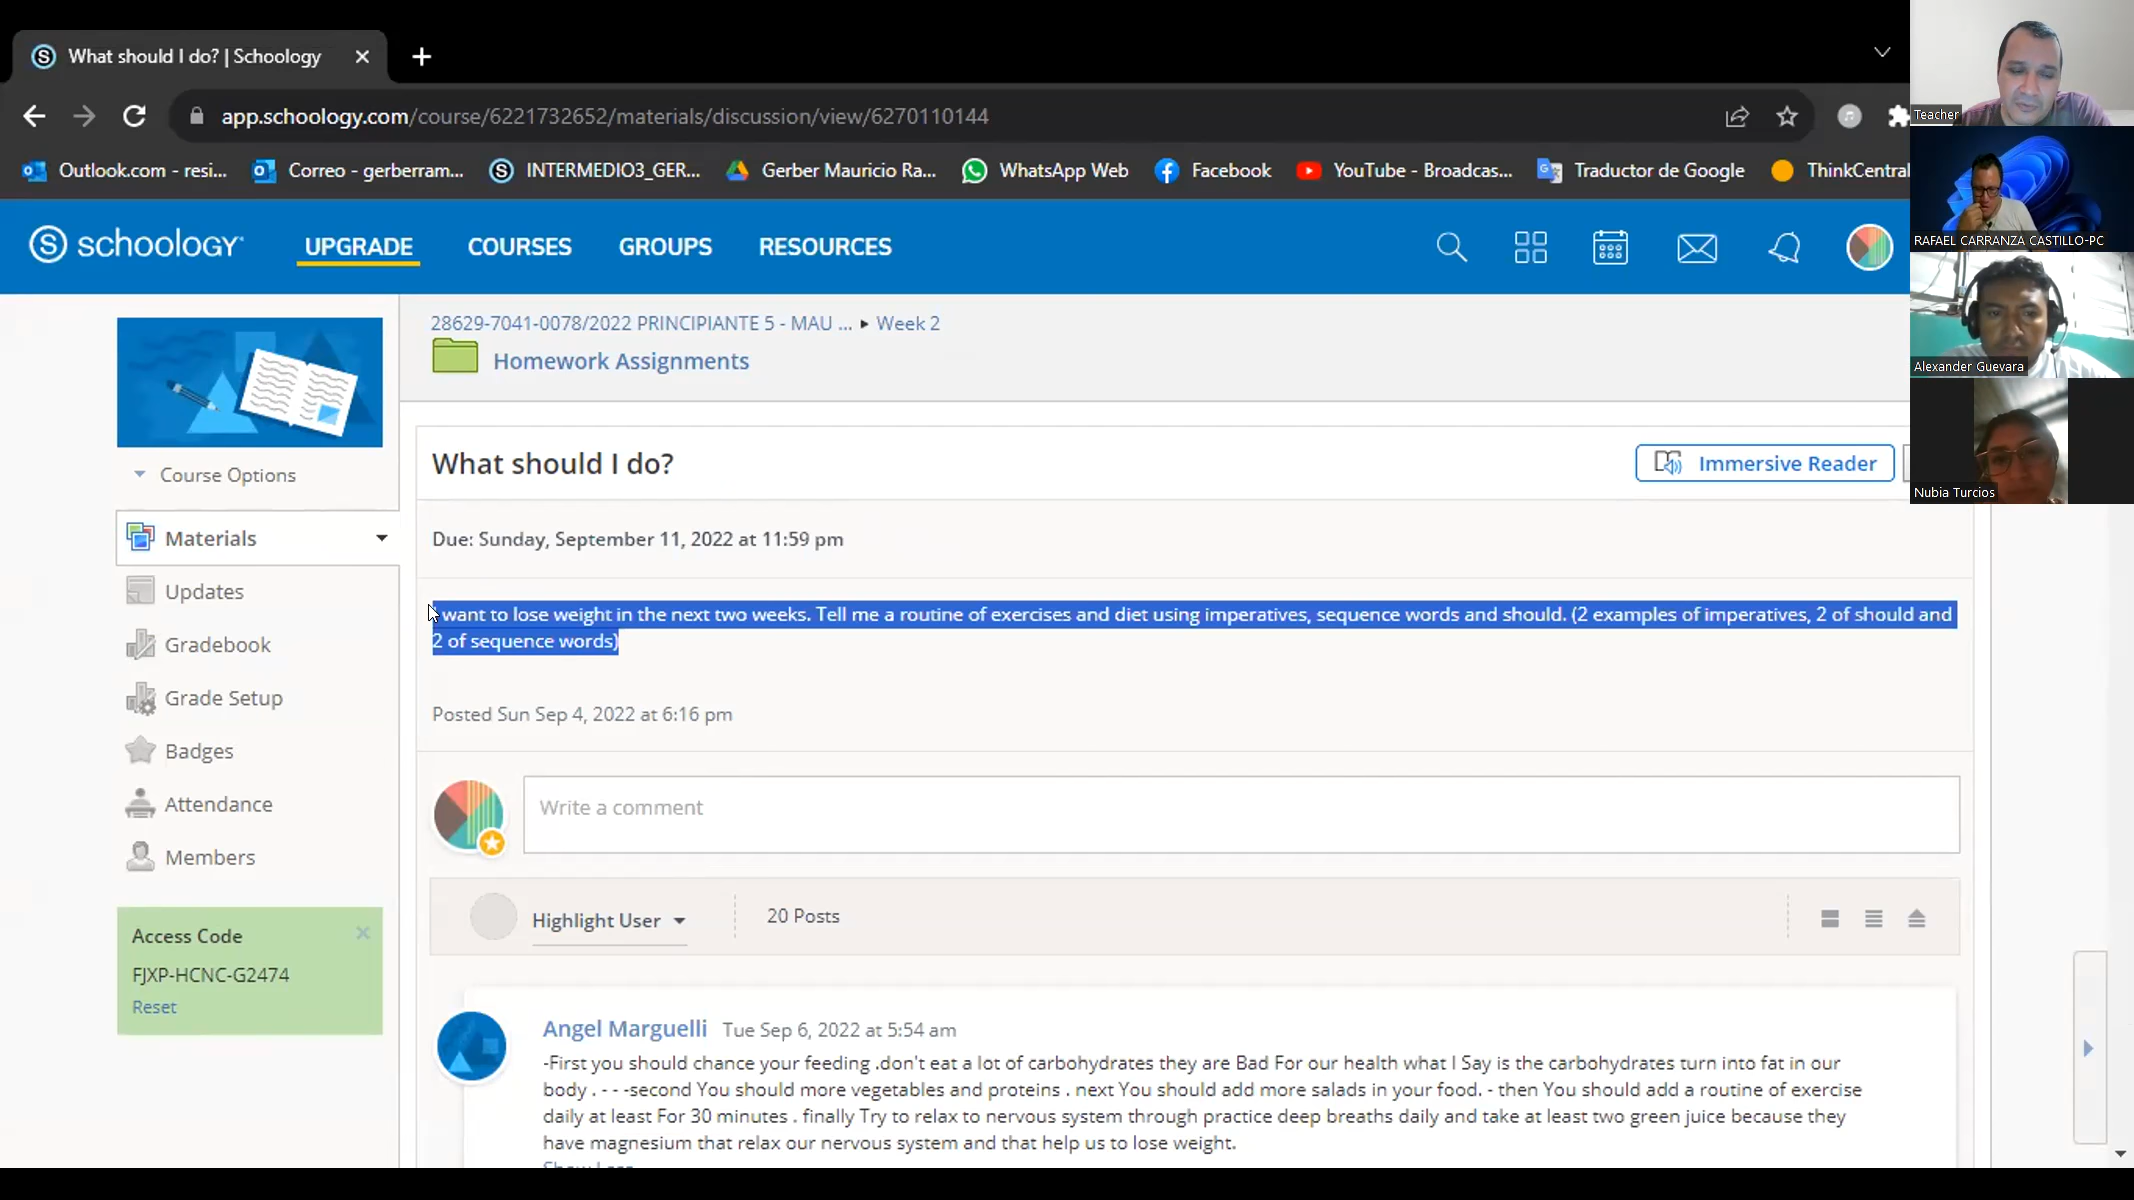 What should I do? | Schoology
app.schoology.com/course/6221732652/materials/discussion/view/6270110144
Outlook.com - resi...
Correo - gerberram...
INTERMEDIO3_GER...
Gerber Mauricio Ra...
WhatsApp Web
Facebook
YouTube - Broadcas...
Traductor de Google
ThinkCentral
Teacher
RAFAEL CARRANZA CASTILLO-PC
Alexander Guevara
Nubia Turcios
schoology
UPGRADE
COURSES
GROUPS
RESOURCES
28629-7041-0078/2022 PRINCIPIANTE 5 - MAU ... ▸ Week 2
Homework Assignments
Course Options
Materials
Updates
Gradebook
Grade Setup
Badges
Attendance
Members
Access Code
FJXP-HCNC-G2474
Reset
What should I do?
Immersive Reader
Due: Sunday, September 11, 2022 at 11:59 pm
I want to lose weight in the next two weeks. Tell me a routine of exercises and diet using imperatives, sequence words and should. (2 examples of imperatives, 2 of should and
2 of sequence words)
Posted Sun Sep 4, 2022 at 6:16 pm
Write a comment
Highlight User
20 Posts
Angel Marguelli Tue Sep 6, 2022 at 5:54 am
-First you should chance your feeding .don't eat a lot of carbohydrates they are Bad For our health what I Say is the carbohydrates turn into fat in our
body . - - -second You should more vegetables and proteins . next You should add more salads in your food. - then You should add a routine of exercise
daily at least For 30 minutes . finally Try to relax to nervous system through practice deep breaths daily and take at least two green juice because they
have magnesium that relax our nervous system and that help us to lose weight.
Show Less